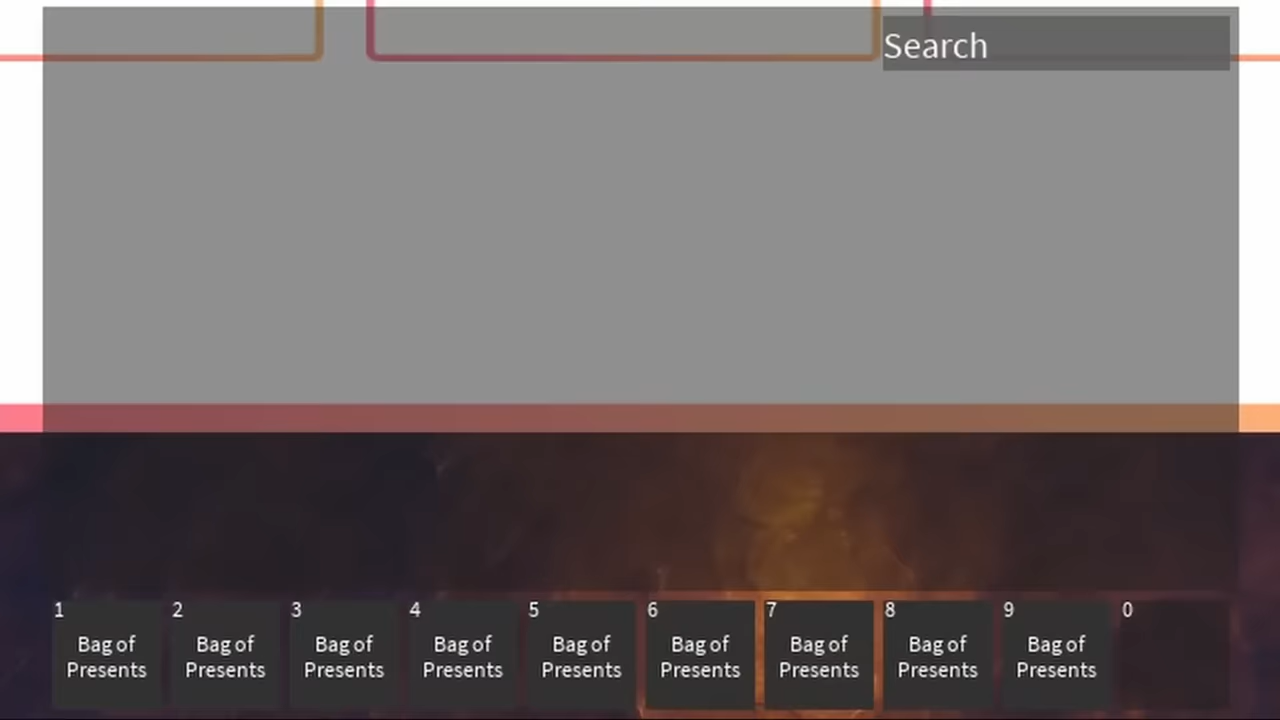 Search
1 2 3 4 5 6 7 8 9 0
Bag of Bag of Bag of Bag of Bag of Bag of Bag of Bag of Bag of
Presents Presents Presents Presents Presents Presents Presents Presents Presents